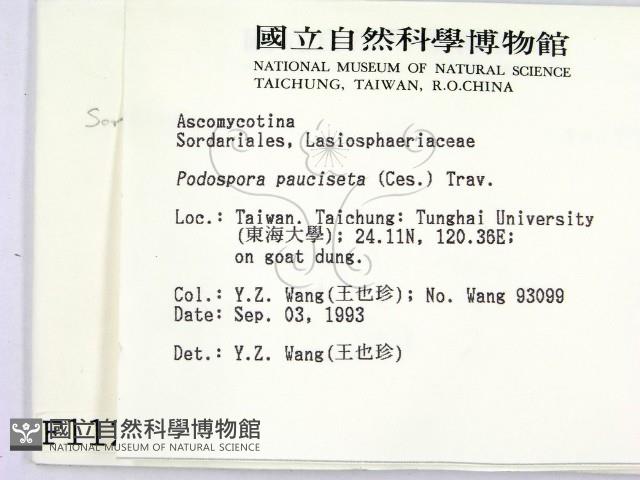 國立自然科學博物館
NATIONAL MUSEUM OF NATURAL SCIENCE
TAICHUNG, TAIWAN, R.O.CHINA
Sor
Ascomycotina
Sordariales, Lasiosphaeriaceae
Podospora pauciseta (Ces.) Trav.
Loc.: Taiwan. Taichung: Tunghai University
(東海大學); 24.11N, 120.36E;
on goat dung.
Col.: Y.Z. Wang(王也珍); No. Wang 93099
Date: Sep. 03, 1993
Det.: Y.Z. Wang(王也珍)
國立自然科學博物館
NATIONAL MUSEUM OF NATURAL SCIENCE